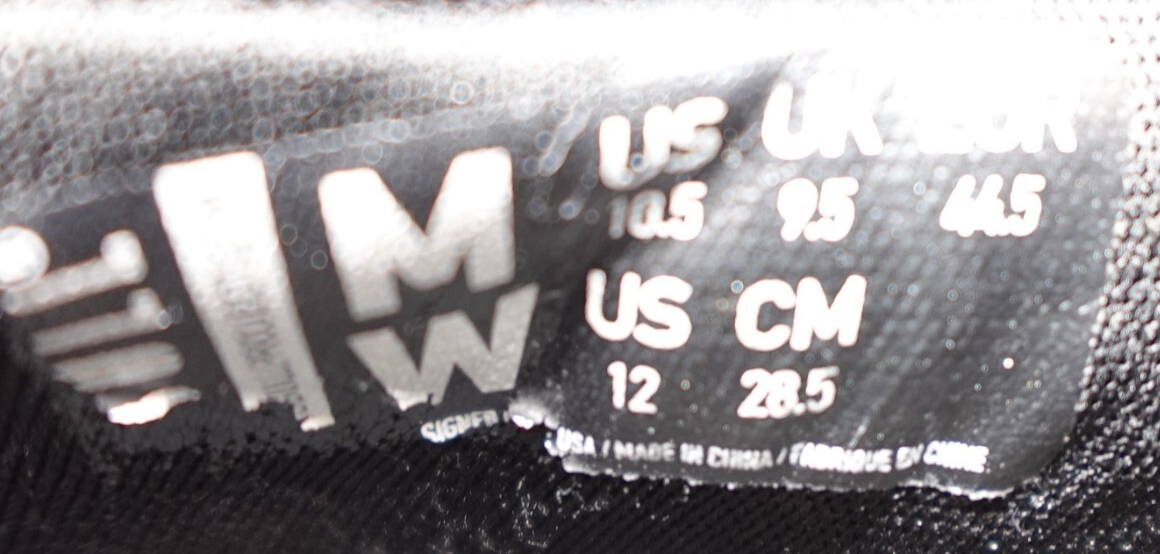 M
W
US UK EUR
10.5 9.5 44.5
US CM
12 28.5
USA / MADE IN CHINA / FABRIQUE EN CHINE